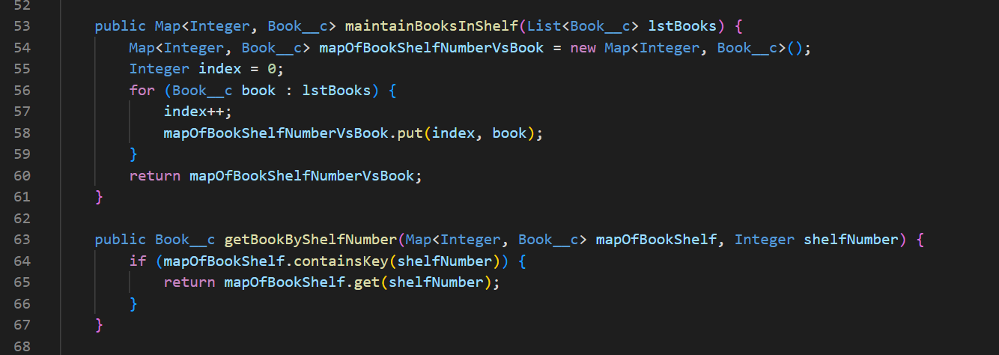 52
53 public Map<Integer, Book__c> maintainBooksInShelf(List<Book__c> lstBooks) {
54 Map<Integer, Book__c> mapOfBookShelfNumberVsBook = new Map<Integer, Book__c>();
55 Integer index = 0;
56 for (Book__c book : lstBooks) {
57 index++;
58 mapOfBookShelfNumberVsBook.put(index, book);
59 }
60 return mapOfBookShelfNumberVsBook;
61 }
62
63 public Book__c getBookByShelfNumber(Map<Integer, Book__c> mapOfBookShelf, Integer shelfNumber) {
64 if (mapOfBookShelf.containsKey(shelfNumber)) {
65 return mapOfBookShelf.get(shelfNumber);
66 }
67 }
68